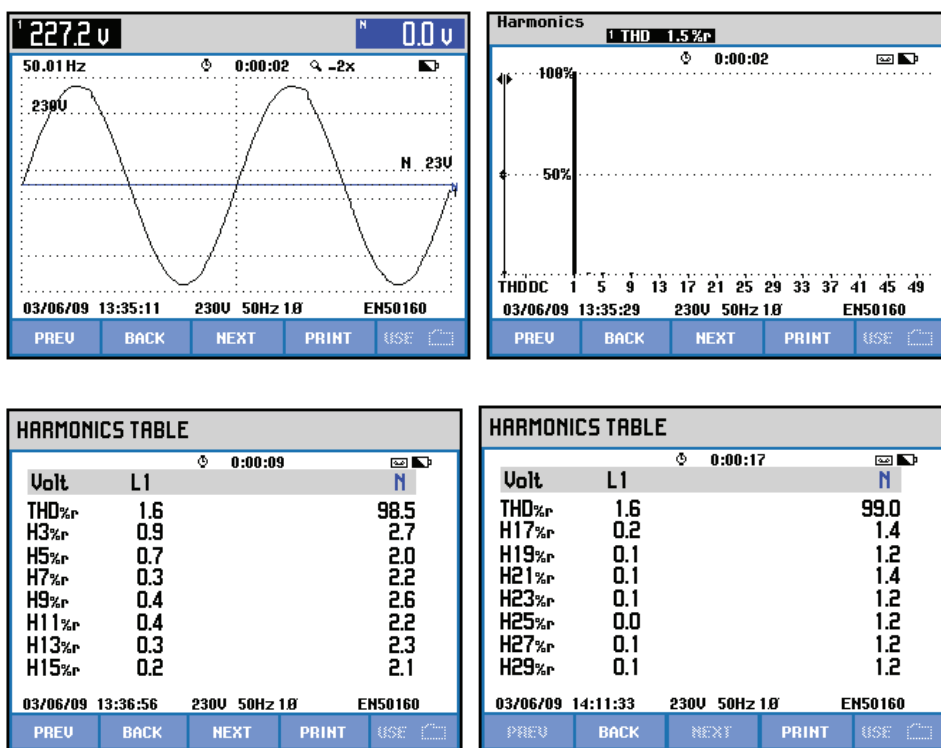 1 227.2 V N 0.0 V
50.01 Hz 0:00:02 -2x
230V
N 23V
N
1
03/06/09 13:35:11 230V 50Hz 1Ø EN50160
PREV BACK NEXT PRINT USE
Harmonics
1 THD 1.5 %r
0:00:02
100%
50%
THD DC 1 5 9 13 17 21 25 29 33 37 41 45 49
03/06/09 13:35:29 230V 50Hz 1Ø EN50160
PREV BACK NEXT PRINT USE
HARMONICS TABLE
0:00:09
Volt L1 N
THD%r 1.6 98.5
H3%r 0.9 2.7
H5%r 0.7 2.0
H7%r 0.3 2.2
H9%r 0.4 2.6
H11%r 0.4 2.2
H13%r 0.3 2.3
H15%r 0.2 2.1
03/06/09 13:36:56 230V 50Hz 1Ø EN50160
PREV BACK NEXT PRINT USE
HARMONICS TABLE
0:00:17
Volt L1 N
THD%r 1.6 99.0
H17%r 0.2 1.4
H19%r 0.1 1.2
H21%r 0.1 1.4
H23%r 0.1 1.2
H25%r 0.0 1.2
H27%r 0.1 1.2
H29%r 0.1 1.2
03/06/09 14:11:33 230V 50Hz 1Ø EN50160
PREV BACK NEXT PRINT USE